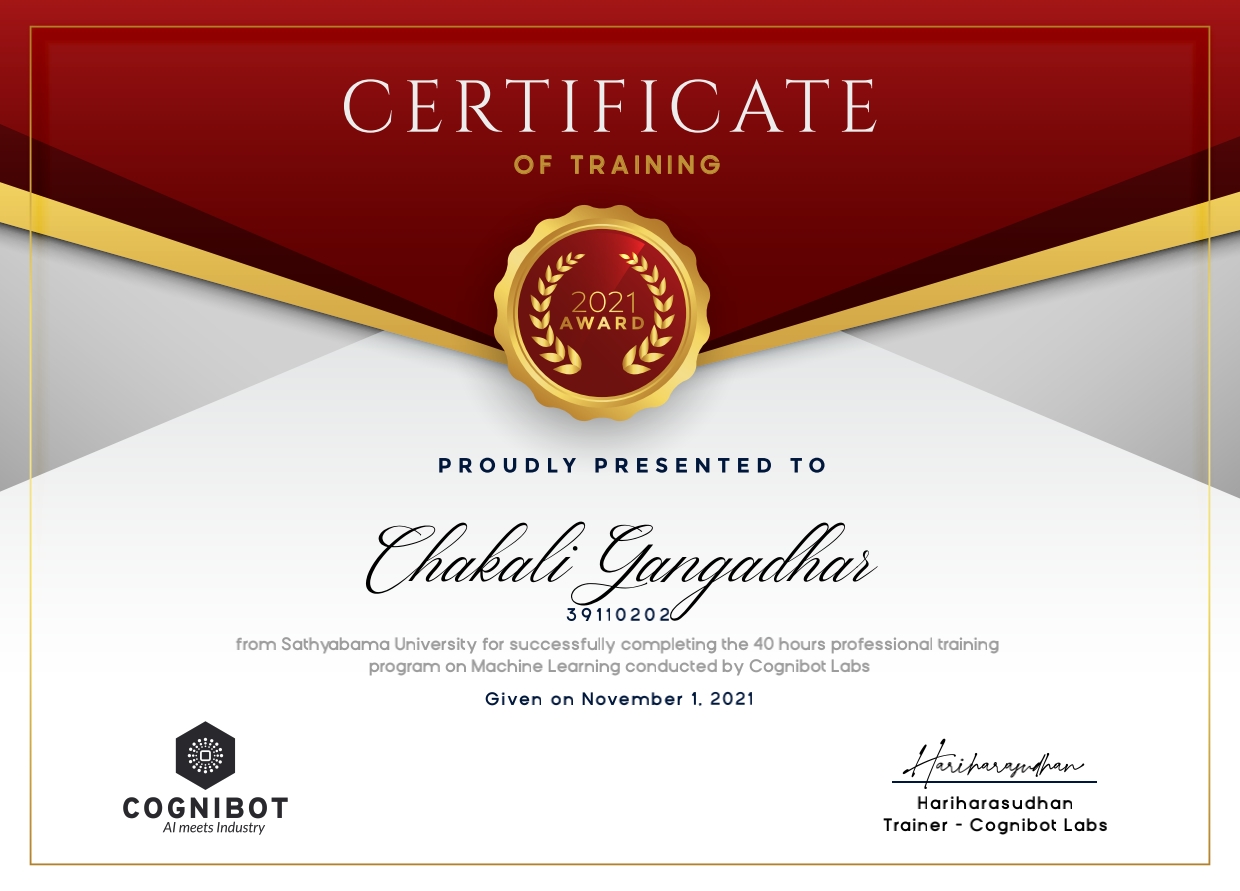 CERTIFICATE
OF TRAINING
2021
AWARD
PROUDLY PRESENTED TO
Chakali Gangadhar
39110202
from Sathyabama University for successfully completing the 40 hours professional training
program on Machine Learning conducted by Cognibot Labs
Given on November 1, 2021
COGNIBOT
AI meets Industry
Hariharasudhan
Hariharasudhan
Trainer - Cognibot Labs